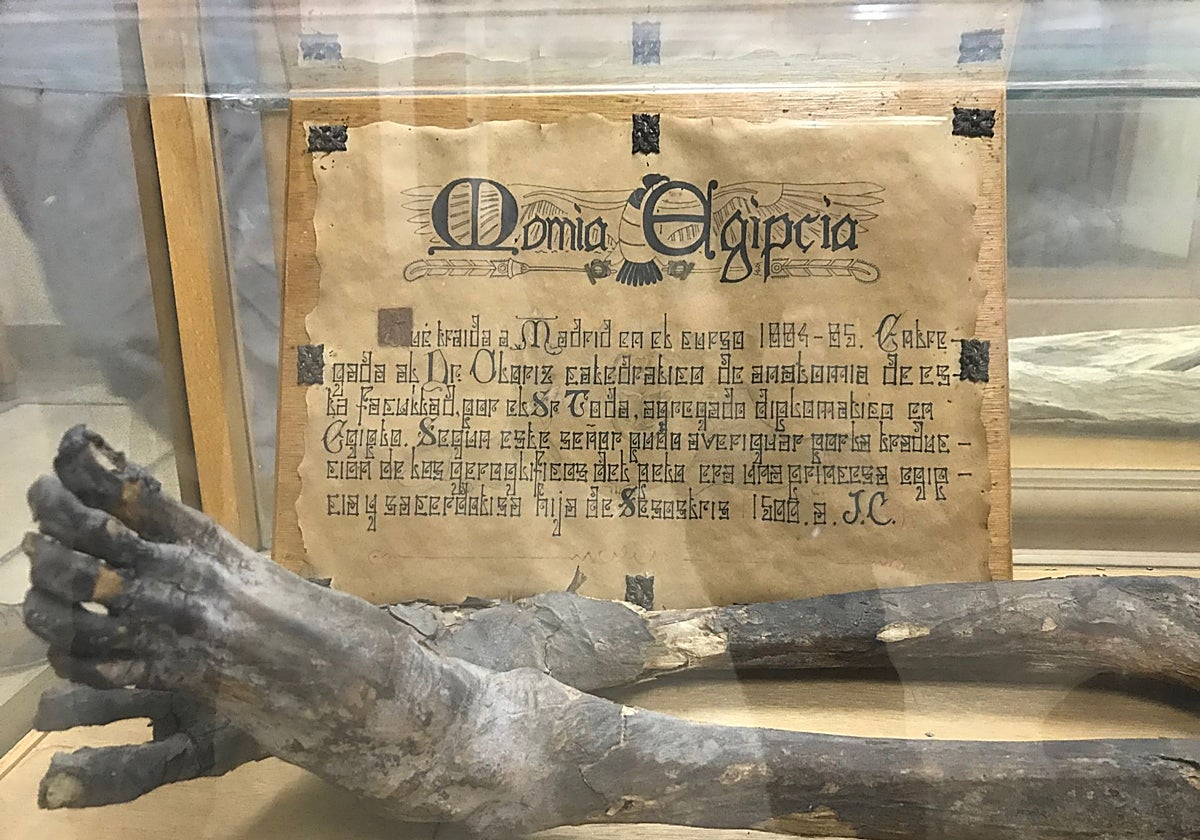 Momia Egipcia
Fué traida a Madrid en el curso 1884-85. Entre-
gada al Dr. Oloriz catedratico de anatomia de es-
ta Facultad, por el Sr Toda, agregado diplomatico en
Egipto. Segun este señor pudo averiguar por la traduc-
cion de los geroglificos del peto era una princesa egip-
cia y sacerdotisa hija de Sesostris 1500. a. J.C.